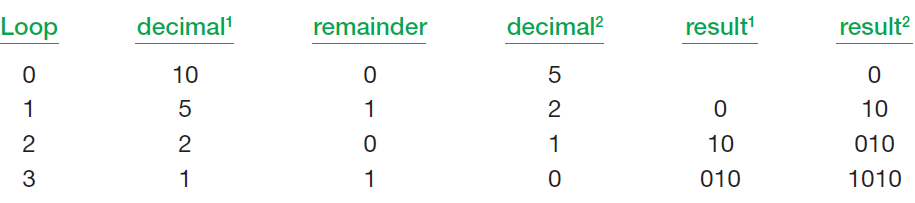 Loop decimal¹ remainder decimal² result¹ result²
0 10 0 5 0
1 5 1 2 0 10
2 2 0 1 10 010
3 1 1 0 010 1010